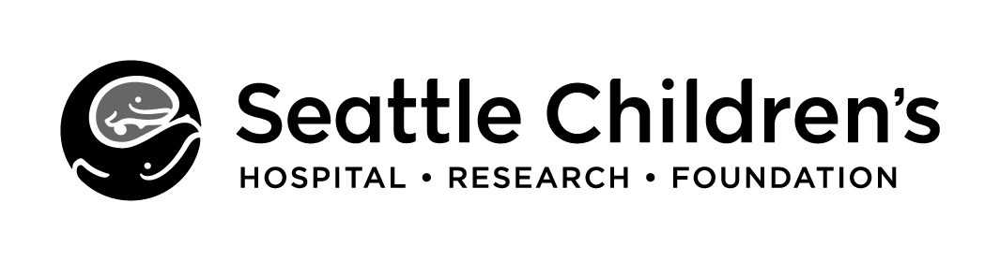 Seattle Children's
HOSPITAL • RESEARCH • FOUNDATION